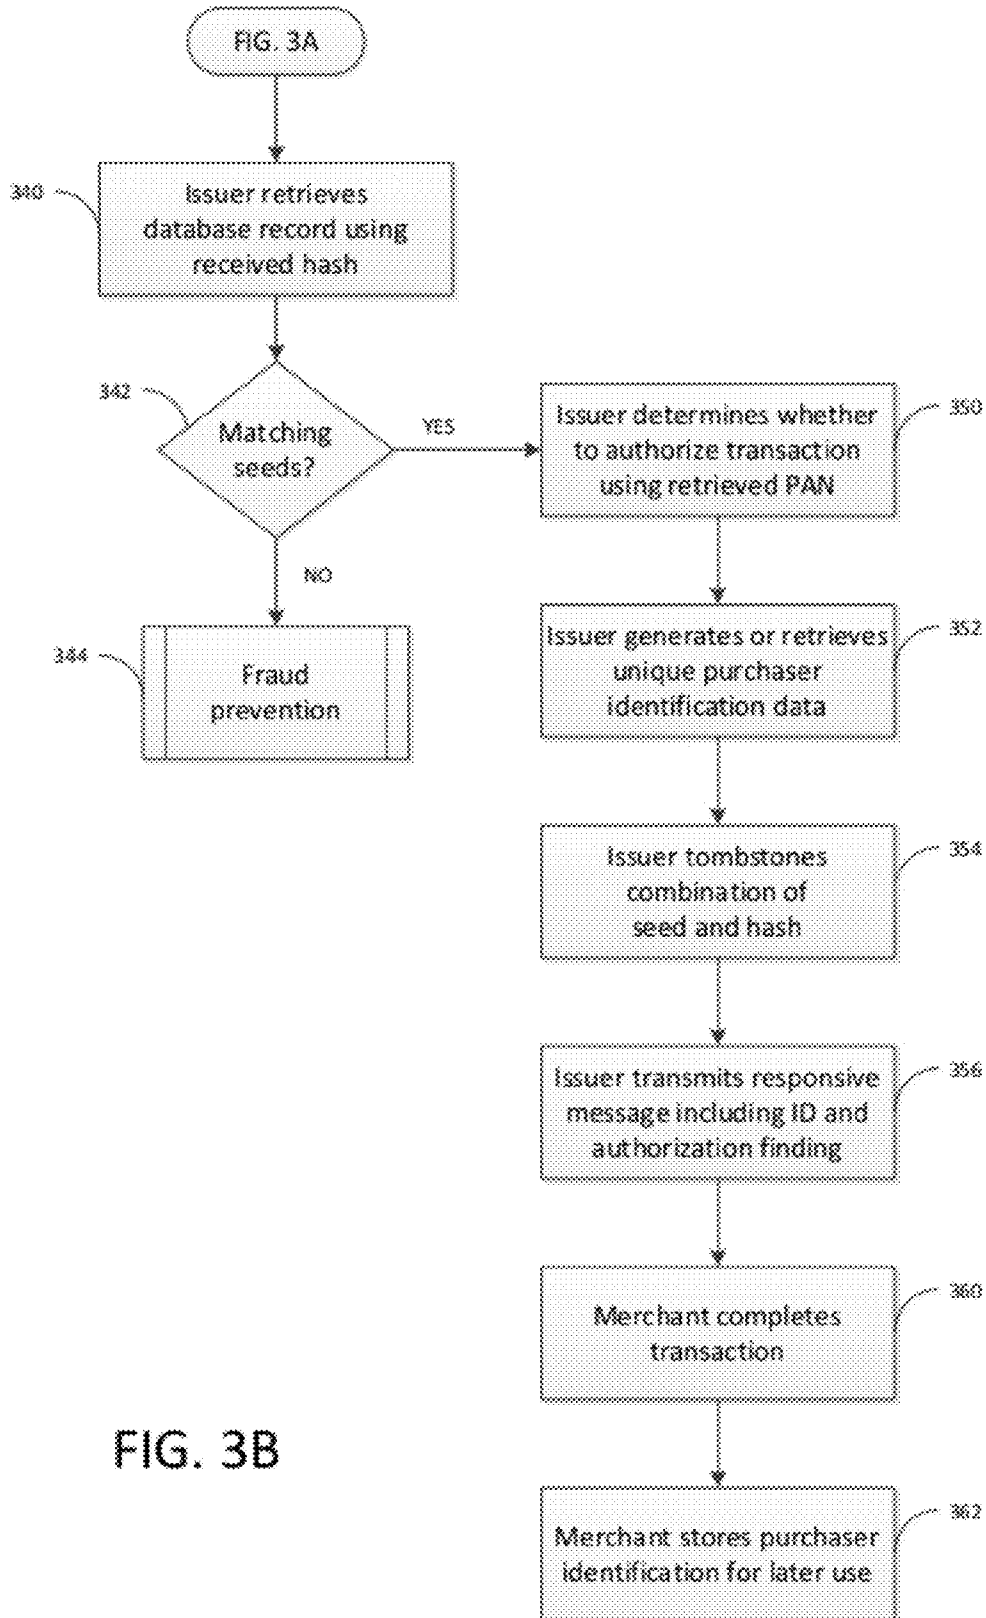 FIG. 3A
340
Issuer retrieves
database record using
received hash
342
Matching
seeds?
YES
NO
344
Fraud
prevention
350
Issuer determines whether
to authorize transaction
using retrieved PAN
352
Issuer generates or retrieves
unique purchaser
identification data
354
Issuer tombstones
combination of
seed and hash
356
Issuer transmits responsive
message including ID and
authorization finding
360
Merchant completes
transaction
362
Merchant stores purchaser
identification for later use
FIG. 3B